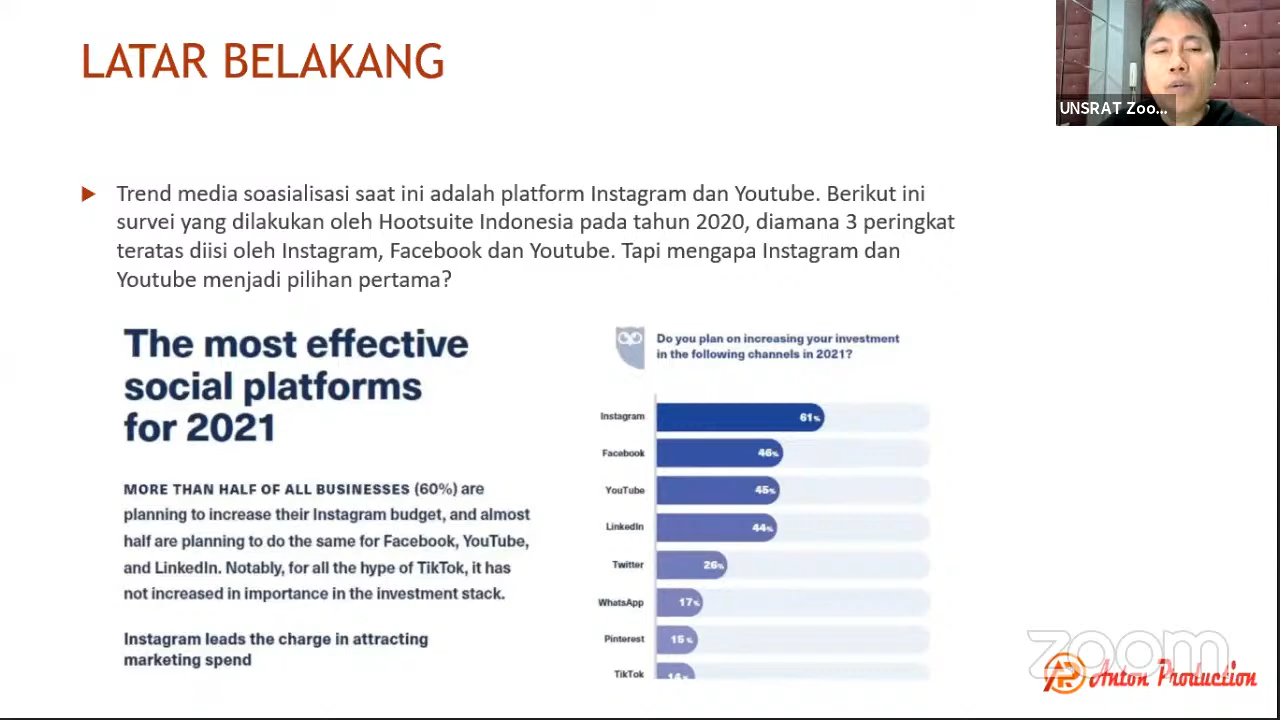 LATAR BELAKANG
UNSRAT Zoo...
Trend media soasialisasi saat ini adalah platform Instagram dan Youtube. Berikut ini
survei yang dilakukan oleh Hootsuite Indonesia pada tahun 2020, diamana 3 peringkat
teratas diisi oleh Instagram, Facebook dan Youtube. Tapi mengapa Instagram dan
Youtube menjadi pilihan pertama?
The most effective
social platforms
for 2021
MORE THAN HALF OF ALL BUSINESSES (60%) are
planning to increase their Instagram budget, and almost
half are planning to do the same for Facebook, YouTube,
and LinkedIn. Notably, for all the hype of TikTok, it has
not increased in importance in the investment stack.
Instagram leads the charge in attracting
marketing spend
Do you plan on increasing your investment
in the following channels in 2021?
Instagram 61%
Facebook 46%
YouTube 45%
LinkedIn 44%
Twitter 26%
WhatsApp 17%
Pinterest 15%
TikTok
zoom
Anton Production